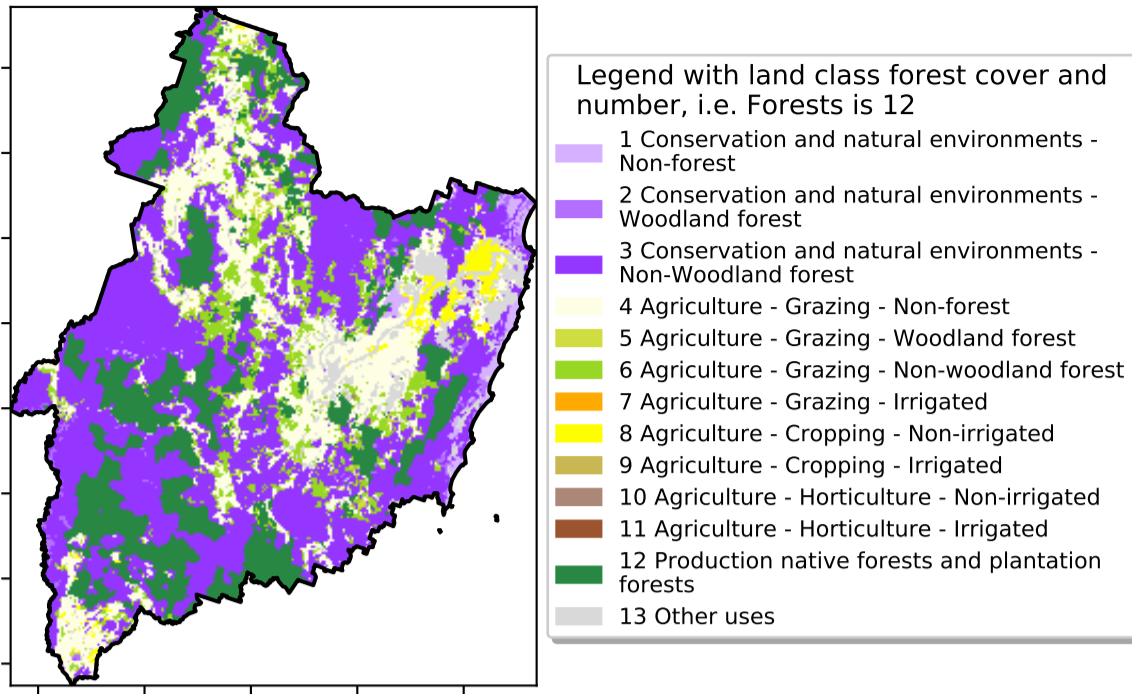 Legend with land class forest cover and
number, i.e. Forests is 12
1 Conservation and natural environments -
Non-forest
2 Conservation and natural environments -
Woodland forest
3 Conservation and natural environments -
Non-Woodland forest
4 Agriculture - Grazing - Non-forest
5 Agriculture - Grazing - Woodland forest
6 Agriculture - Grazing - Non-woodland forest
7 Agriculture - Grazing - Irrigated
8 Agriculture - Cropping - Non-irrigated
9 Agriculture - Cropping - Irrigated
10 Agriculture - Horticulture - Non-irrigated
11 Agriculture - Horticulture - Irrigated
12 Production native forests and plantation
forests
13 Other uses